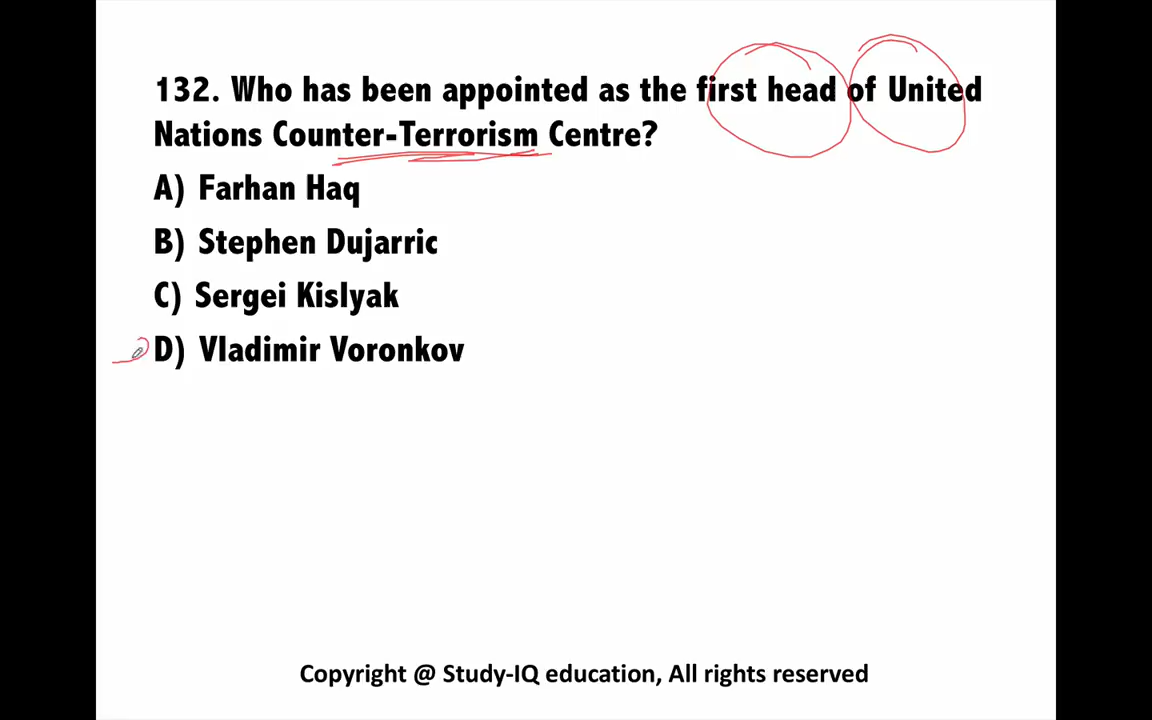 132. Who has been appointed as the first head of United
Nations Counter-Terrorism Centre?
A) Farhan Haq
B) Stephen Dujarric
C) Sergei Kislyak
D) Vladimir Voronkov
Copyright @ Study-IQ education, All rights reserved